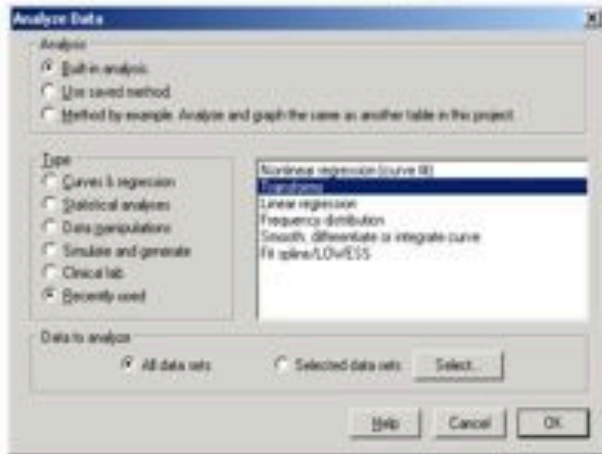 Analyze Data
Analysis
Built-in analysis
Use saved method
Method by example. Analyze and graph the same as another table in this project.
Type
Curves & regression
Statistical analyses
Data manipulations
Simulate and generate
Clinical lab
Recently used
Nonlinear regression (curve fit)
Transforms
Linear regression
Frequency distribution
Smooth, differentiate or integrate curve
Fit spline/LOWESS
Data to analyze
All data sets
Selected data sets
Select...
Help
Cancel
OK